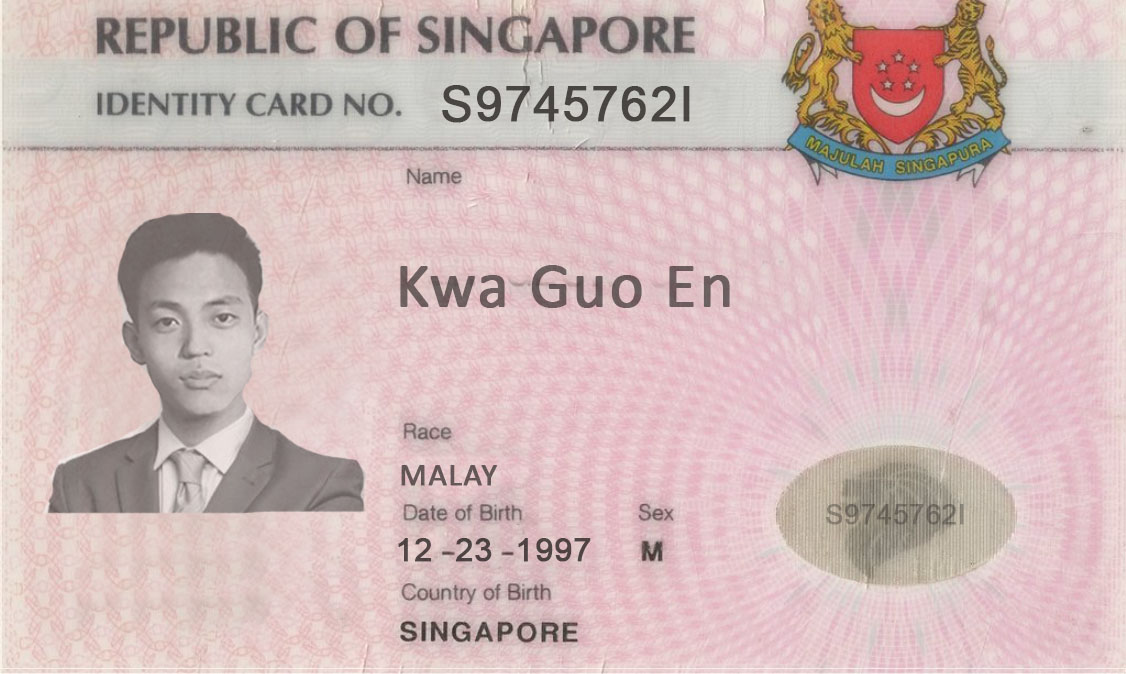 REPUBLIC OF SINGAPORE
IDENTITY CARD NO. S9745762I
MAJULAH SINGAPURA
Name
Kwa Guo En
Race
MALAY
Date of Birth
Sex
12 -23 -1997
M
S9745762I
Country of Birth
SINGAPORE